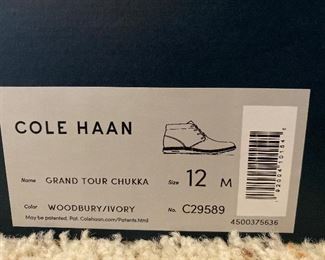 COLE HAAN
Name GRAND TOUR CHUKKA Size 12 M
Color WOODBURY/IVORY No. C29589
May be patented. Pat. Colehaan.com/Patents.html
4500375636